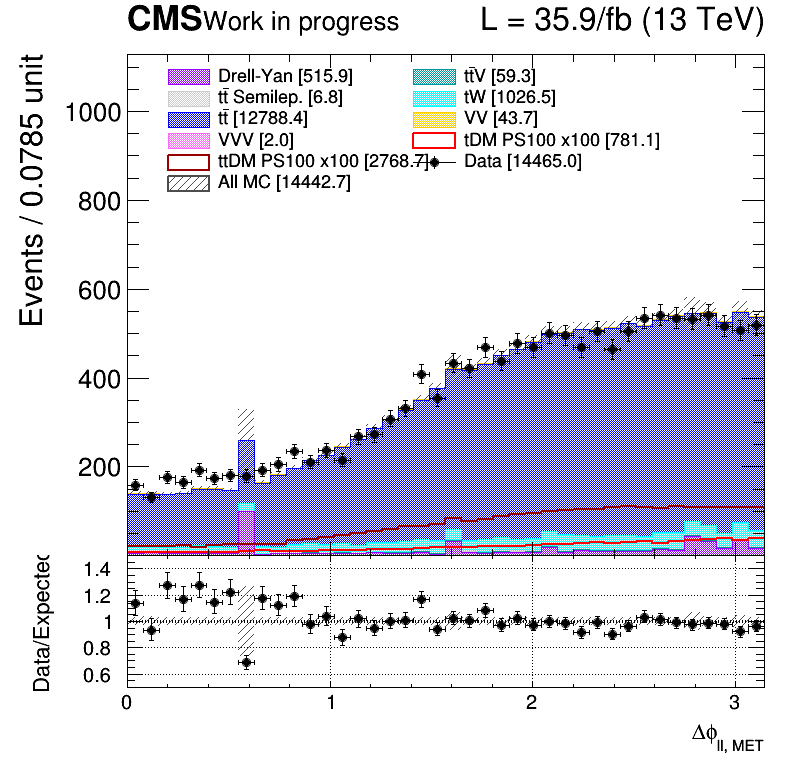 CMS Work in progress L = 35.9/fb (13 TeV)
Events / 0.0785 unit
Drell-Yan [515.9]
tt̄V [59.3]
tt̄ Semilep. [6.8]
tW [1026.5]
tt̄ [12788.4]
VV [43.7]
VVV [2.0]
tDM PS100 x100 [781.1]
ttDM PS100 x100 [2768.7]
Data [14465.0]
All MC [14442.7]
1000
800
600
400
200
Data/Expected
1.4
1.2
1
0.8
0.6
0 1 2 3
Δϕll, MET